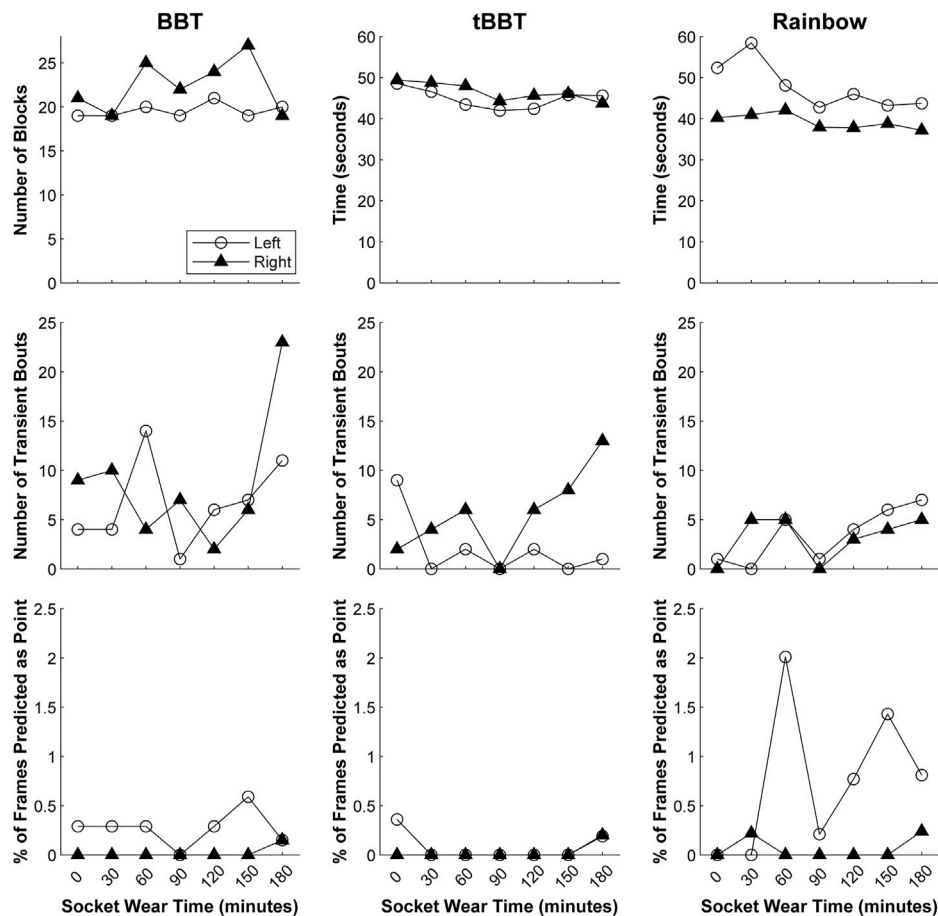 BBT
tBBT
Rainbow
Number of Blocks
0
5
10
15
20
25
Left
Right
Time (seconds)
0
10
20
30
40
50
60
Time (seconds)
0
10
20
30
40
50
60
Number of Transient Bouts
0
5
10
15
20
25
Number of Transient Bouts
0
5
10
15
20
25
Number of Transient Bouts
0
5
10
15
20
25
% of Frames Predicted as Point
0
0.5
1
1.5
2
2.5
% of Frames Predicted as Point
0
0.5
1
1.5
2
2.5
% of Frames Predicted as Point
0
0.5
1
1.5
2
2.5
0 30 60 90 120 150 180
0 30 60 90 120 150 180
0 30 60 90 120 150 180
Socket Wear Time (minutes)
Socket Wear Time (minutes)
Socket Wear Time (minutes)